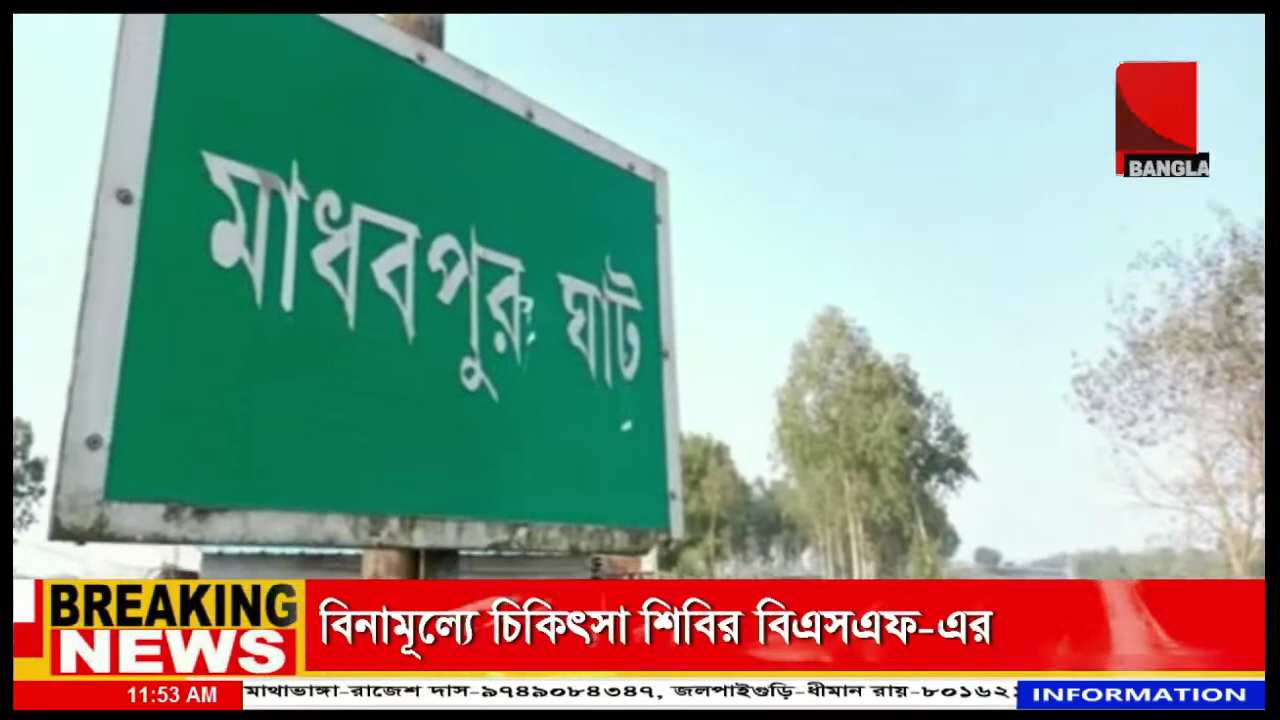 মাধবপুর ঘাট
BANGLA
BREAKING
NEWS
বিনামূল্যে চিকিৎসা শিবির বিএসএফ-এর
11:53 AM
মাথাভাঙ্গা-রাজেশ দাস-৯৭৪৯০৮৪৩৪৭, জলপাইগুড়ি-ধীমান রায়-৮০১৬২
INFORMATION